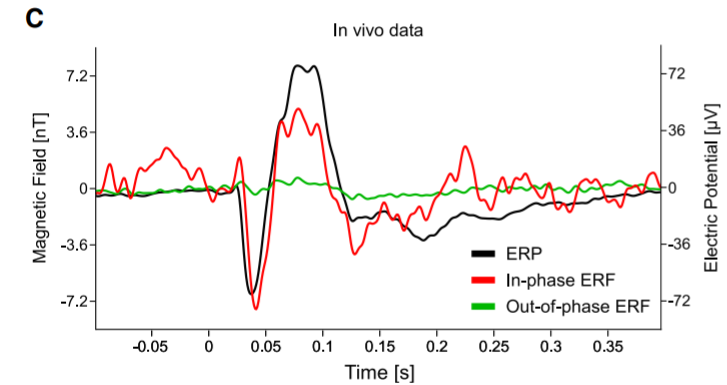 C
In vivo data
Magnetic Field [nT]
7.2
3.6
0
-3.6
-7.2
72
36
0
-36
-72
Electric Potential [µV]
ERP
In-phase ERF
Out-of-phase ERF
-0.05 0 0.05 0.1 0.15 0.2 0.25 0.3 0.35
Time [s]